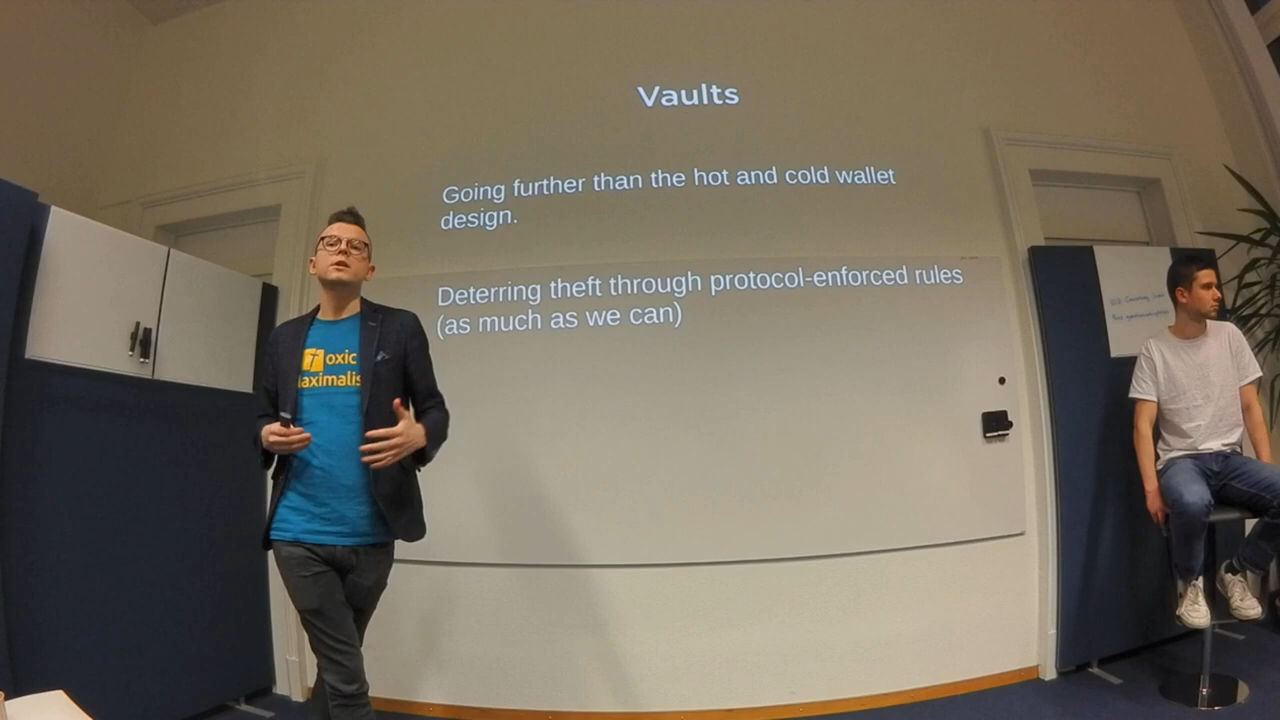 Vaults
Going further than the hot and cold wallet
design.
Deterring theft through protocol-enforced rules
(as much as we can)
oxic
aximalis